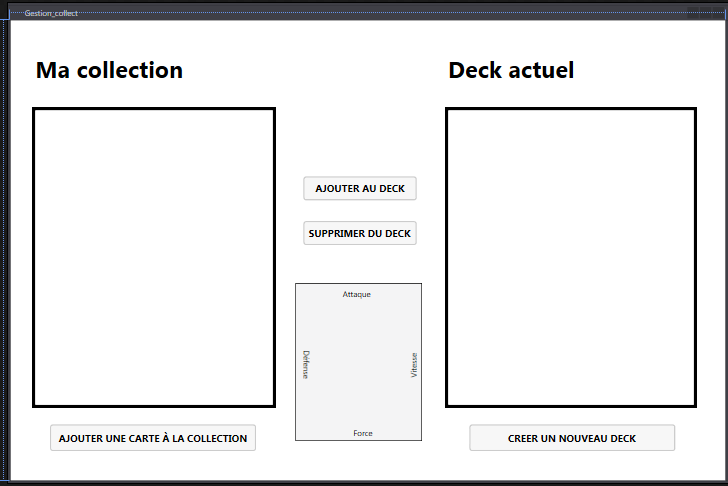 Gestion_collect
Ma collection
Deck actuel
AJOUTER AU DECK
SUPPRIMER DU DECK
Attaque
Défense
Vitesse
Force
AJOUTER UNE CARTE À LA COLLECTION
CREER UN NOUVEAU DECK